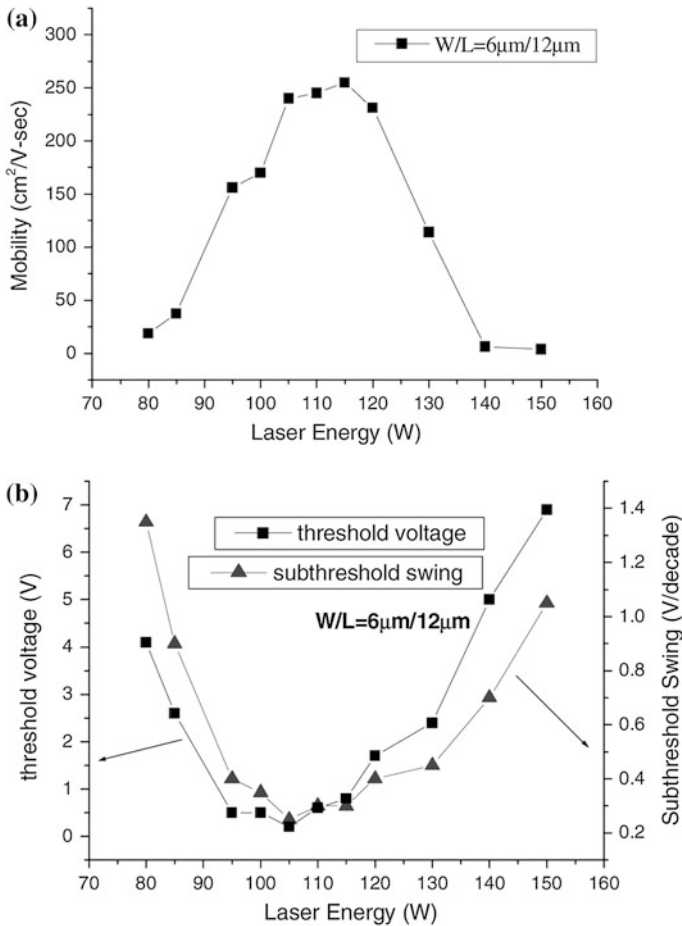 (a)
300
250
200
150
100
50
0
Mobility (cm²/V-sec)
W/L=6μm/12μm
70 80 90 100 110 120 130 140 150 160
Laser Energy (W)
(b)
7
6
5
4
3
2
1
0
threshold voltage (V)
threshold voltage
subthreshold swing
W/L=6μm/12μm
1.4
1.2
1.0
0.8
0.6
0.4
0.2
Subthreshold Swing (V/decade)
70 80 90 100 110 120 130 140 150 160
Laser Energy (W)